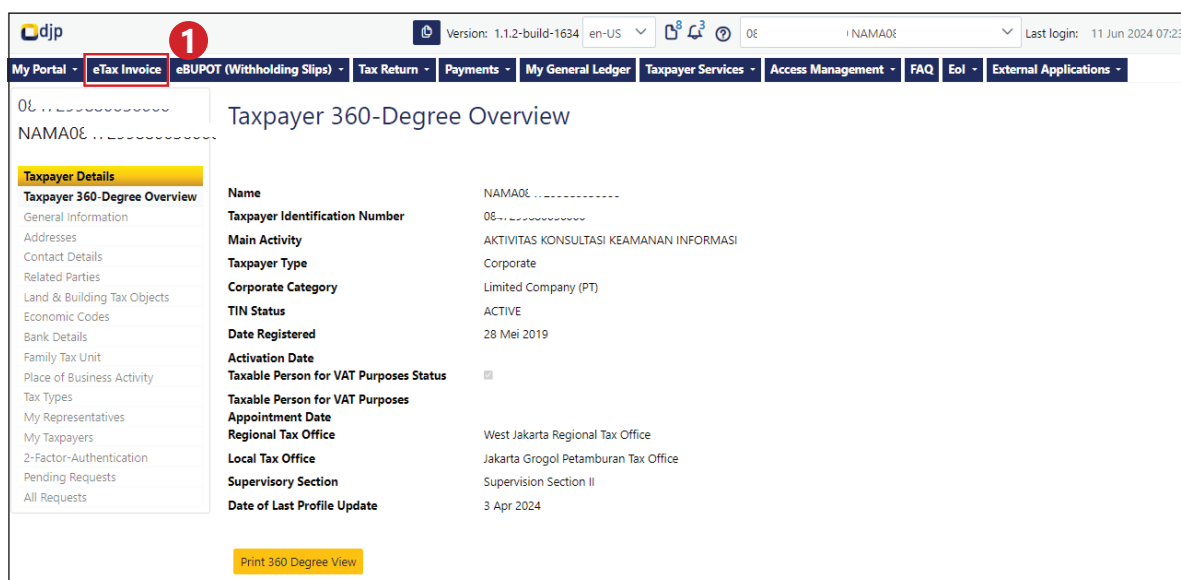 djp
Version: 1.1.2-build-1634 en-US 8 3 08 NAMA08 Last login: 11 Jun 2024 07:23
1
My Portal eTax Invoice eBUPOT (Withholding Slips) Tax Return Payments My General Ledger Taxpayer Services Access Management FAQ EoI External Applications
NAMA08
Taxpayer 360-Degree Overview
Taxpayer Details
Taxpayer 360-Degree Overview
General Information
Addresses
Contact Details
Related Parties
Land & Building Tax Objects
Economic Codes
Bank Details
Family Tax Unit
Place of Business Activity
Tax Types
My Representatives
My Taxpayers
2-Factor-Authentication
Pending Requests
All Requests
Name NAMA08
Taxpayer Identification Number
Main Activity AKTIVITAS KONSULTASI KEAMANAN INFORMASI
Taxpayer Type Corporate
Corporate Category Limited Company (PT)
TIN Status ACTIVE
Date Registered 28 Mei 2019
Activation Date
Taxable Person for VAT Purposes Status
Taxable Person for VAT Purposes
Appointment Date
Regional Tax Office West Jakarta Regional Tax Office
Local Tax Office Jakarta Grogol Petamburan Tax Office
Supervisory Section Supervision Section II
Date of Last Profile Update 3 Apr 2024
Print 360 Degree View